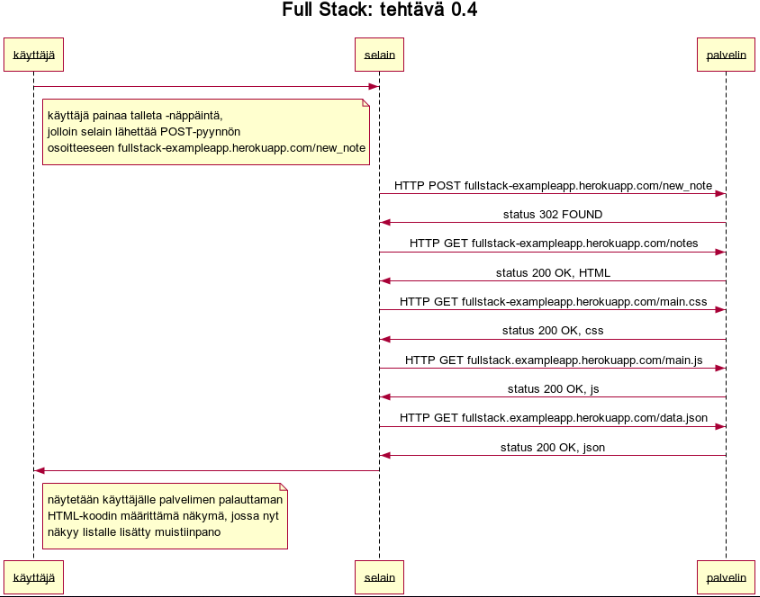 Full Stack: tehtävä 0.4
käyttäjä
selain
palvelin
käyttäjä painaa talleta -näppäintä,
jolloin selain lähettää POST-pyynnön
osoitteeseen fullstack-exampleapp.herokuapp.com/new_note
HTTP POST fullstack-exampleapp.herokuapp.com/new_note
status 302 FOUND
HTTP GET fullstack-exampleapp.herokuapp.com/notes
status 200 OK, HTML
HTTP GET fullstack-exampleapp.herokuapp.com/main.css
status 200 OK, css
HTTP GET fullstack.exampleapp.herokuapp.com/main.js
status 200 OK, js
HTTP GET fullstack.exampleapp.herokuapp.com/data.json
status 200 OK, json
näytetään käyttäjälle palvelimen palauttaman
HTML-koodin määrittämä näkymä, jossa nyt
näkyy listalle lisätty muistiinpano
käyttäjä
selain
palvelin